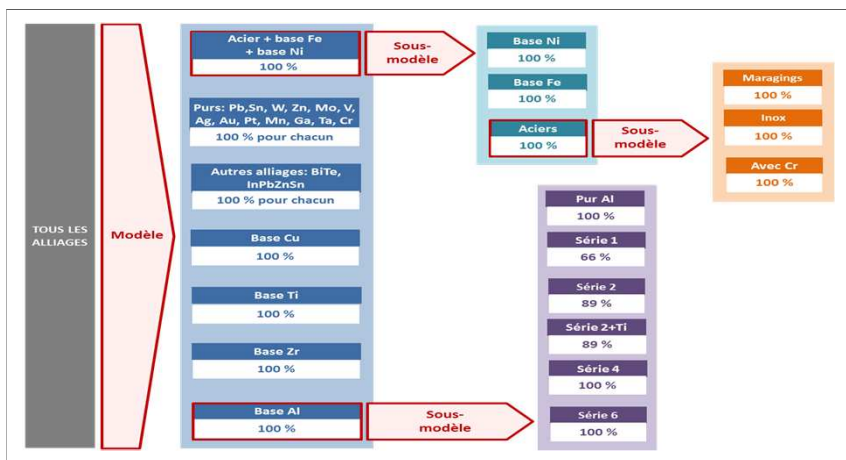 TOUS LES
ALLIAGES
Modèle
Acier + base Fe
+ base Ni
100 %
Purs: Pb,Sn, W, Zn, Mo, V,
Ag, Au, Pt, Mn, Ga, Ta, Cr
100 % pour chacun
Autres alliages: BiTe,
InPbZnSn
100 % pour chacun
Base Cu
100 %
Base Ti
100 %
Base Zr
100 %
Base Al
100 %
Sous-
modèle
Base Ni
100 %
Base Fe
100 %
Aciers
100 %
Sous-
modèle
Maragings
100 %
Inox
100 %
Avec Cr
100 %
Sous-
modèle
Pur Al
100 %
Série 1
66 %
Série 2
89 %
Série 2+Ti
89 %
Série 4
100 %
Série 6
100 %